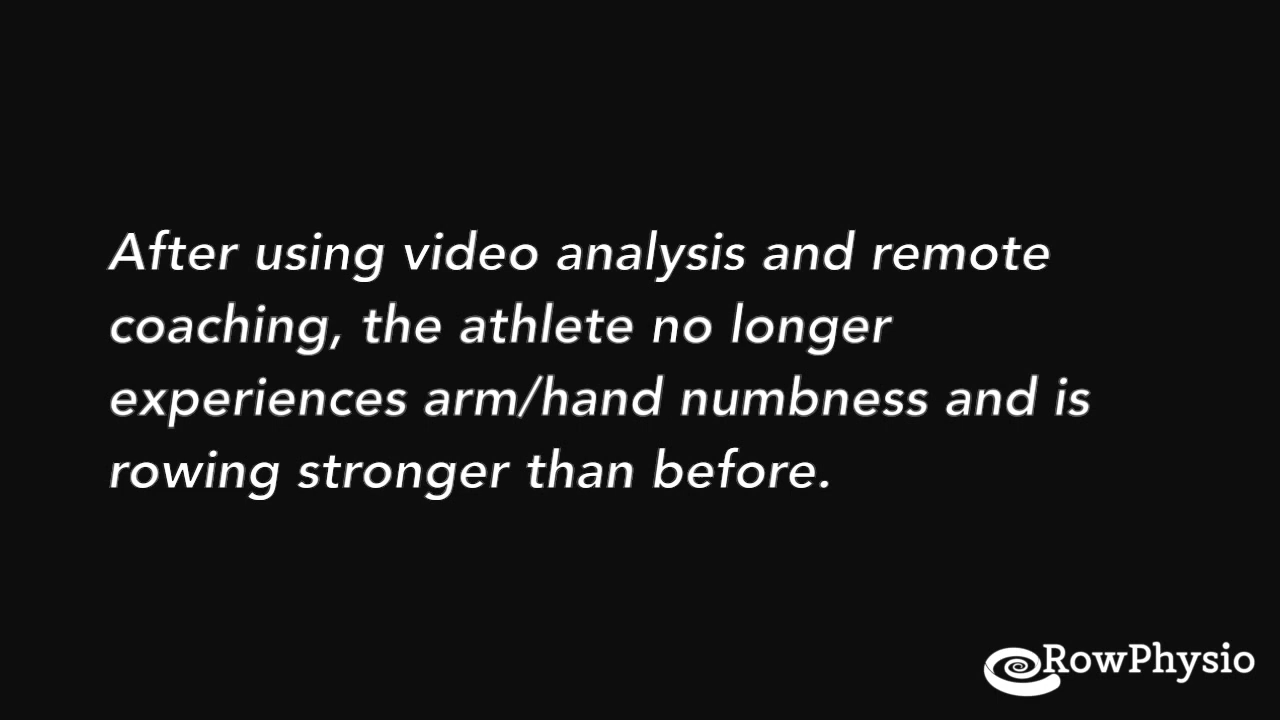 After using video analysis and remote
coaching, the athlete no longer
experiences arm/hand numbness and is
rowing stronger than before.
RowPhysio